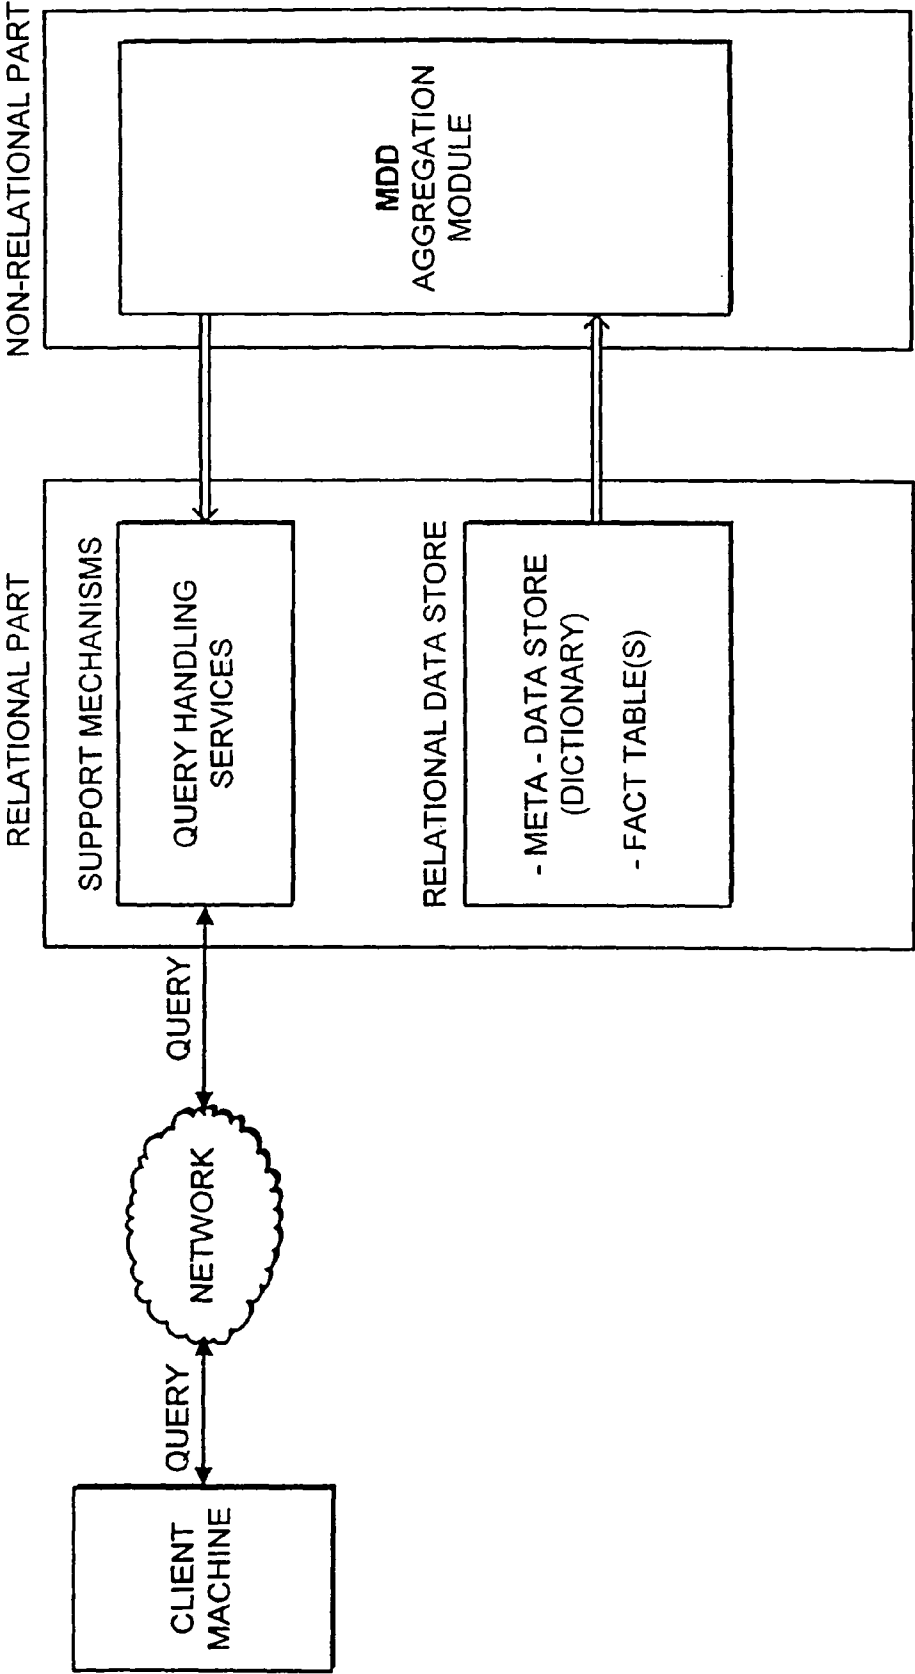 RELATIONAL PART
NON-RELATIONAL PART
SUPPORT MECHANISMS
CLIENT
MACHINE
QUERY
NETWORK
QUERY
QUERY HANDLING
SERVICES
RELATIONAL DATA STORE
- META - DATA STORE
(DICTIONARY)
- FACT TABLE(S)
MDD
AGGREGATION
MODULE